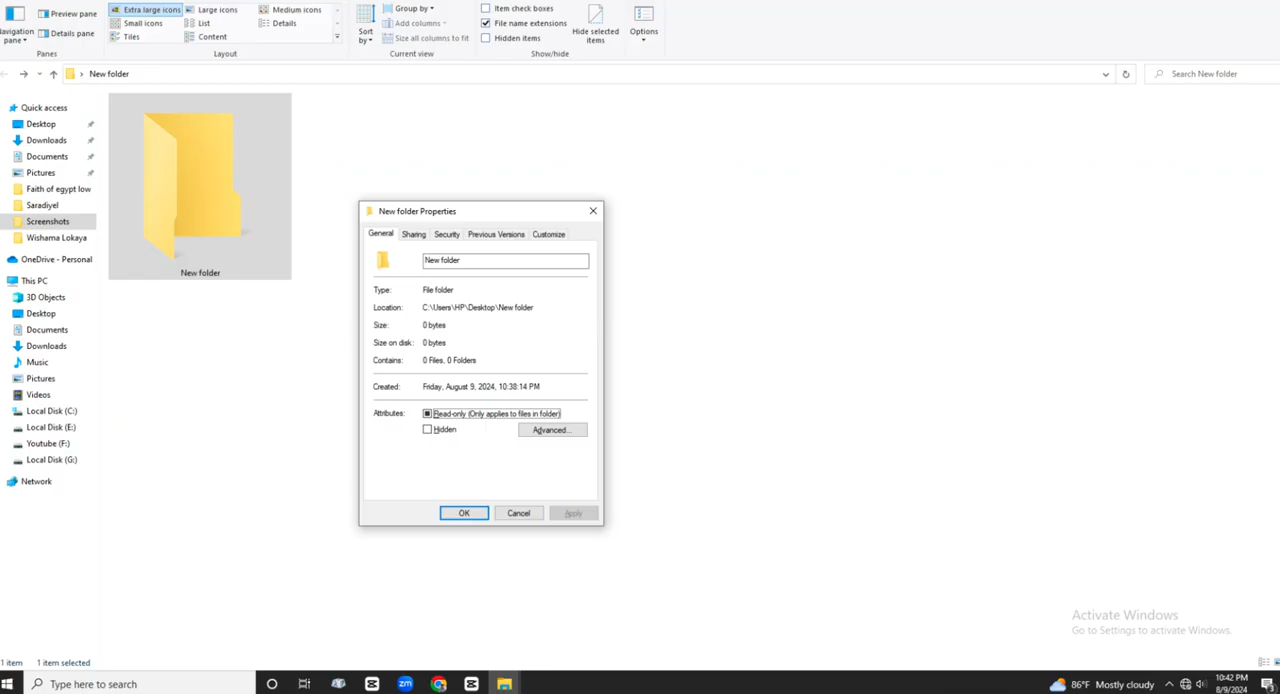 Preview pane
Extra large icons
Large icons
Medium icons
Group by
Item check boxes
avigation
pane
Details pane
Small icons
List
Details
Add columns
File name extensions
Tiles
Content
Sort
by
Size all columns to fit
Hidden items
Hide selected
items
Options
Panes
Layout
Current view
Show/hide
New folder
Search New folder
Quick access
Desktop
Downloads
Documents
Pictures
Faith of egypt low
Saradiyel
Screenshots
Wishama Lokaya
OneDrive - Personal
This PC
3D Objects
Desktop
Documents
Downloads
Music
Pictures
Videos
Local Disk (C:)
Local Disk (E:)
Youtube (F:)
Local Disk (G:)
Network
New folder
New folder Properties
General
Sharing
Security
Previous Versions
Customize
New folder
Type: File folder
Location: C:\Users\HP\Desktop\New folder
Size: 0 bytes
Size on disk: 0 bytes
Contains: 0 Files, 0 Folders
Created: Friday, August 9, 2024, 10:38:14 PM
Attributes: Read-only (Only applies to files in folder)
Hidden
Advanced...
OK
Cancel
Apply
Activate Windows
Go to Settings to activate Windows.
1 item
1 item selected
Type here to search
zm
86°F Mostly cloudy
10:42 PM
8/9/2024